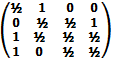 ½ 1 0 0
0 ½ ½ 1
1 ½ ½ ½
1 0 ½ ½